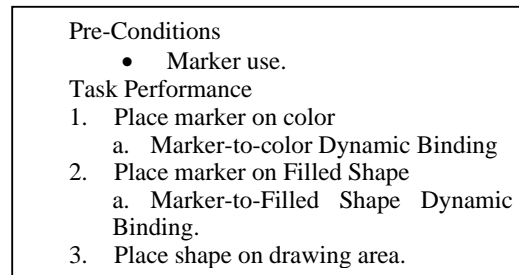 Pre-Conditions
• Marker use.
Task Performance
1. Place marker on color
a. Marker-to-color Dynamic Binding
2. Place marker on Filled Shape
a. Marker-to-Filled Shape Dynamic
Binding.
3. Place shape on drawing area.